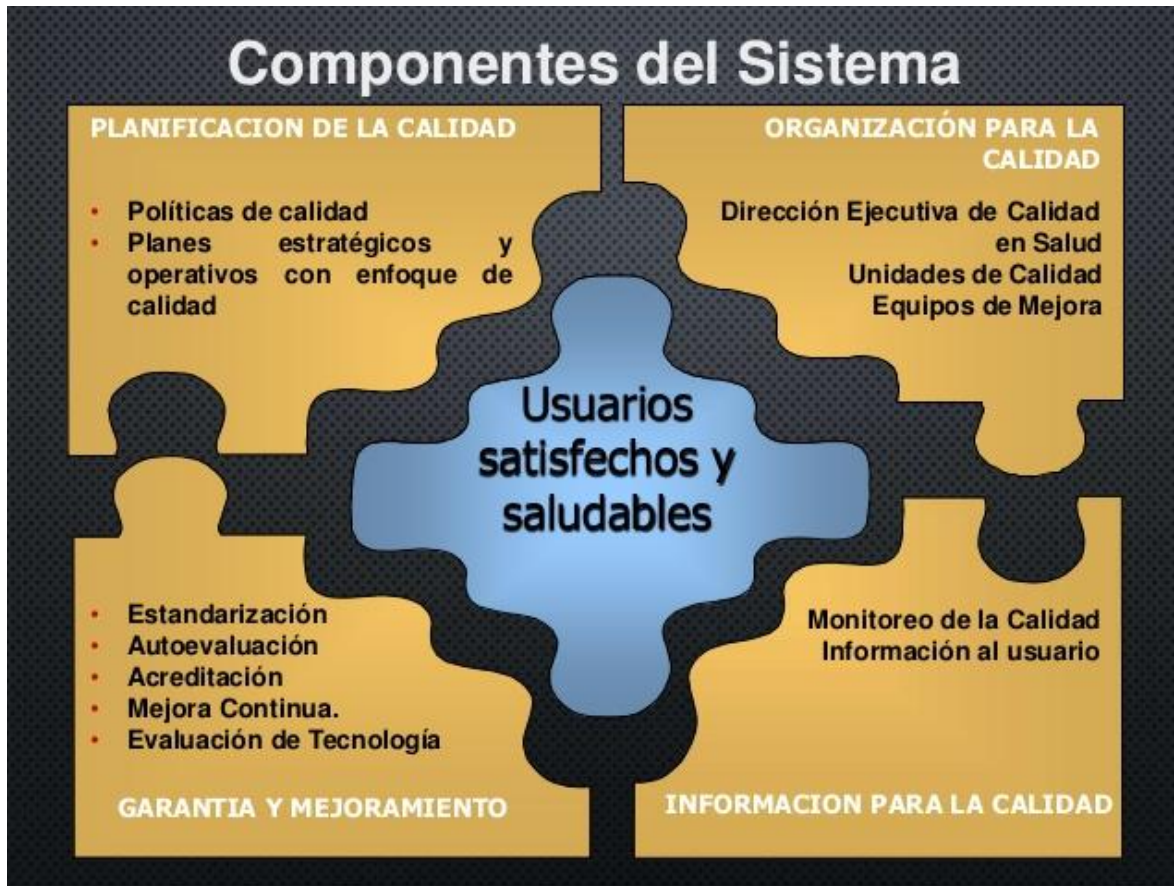 Componentes del Sistema
PLANIFICACION DE LA CALIDAD
• Políticas de calidad
• Planes estratégicos y
operativos con enfoque de
calidad
ORGANIZACIÓN PARA LA
CALIDAD
Dirección Ejecutiva de Calidad
en Salud
Unidades de Calidad
Equipos de Mejora
Usuarios
satisfechos y
saludables
• Estandarización
• Autoevaluación
• Acreditación
• Mejora Continua.
• Evaluación de Tecnología
GARANTIA Y MEJORAMIENTO
Monitoreo de la Calidad
Información al usuario
INFORMACION PARA LA CALIDAD